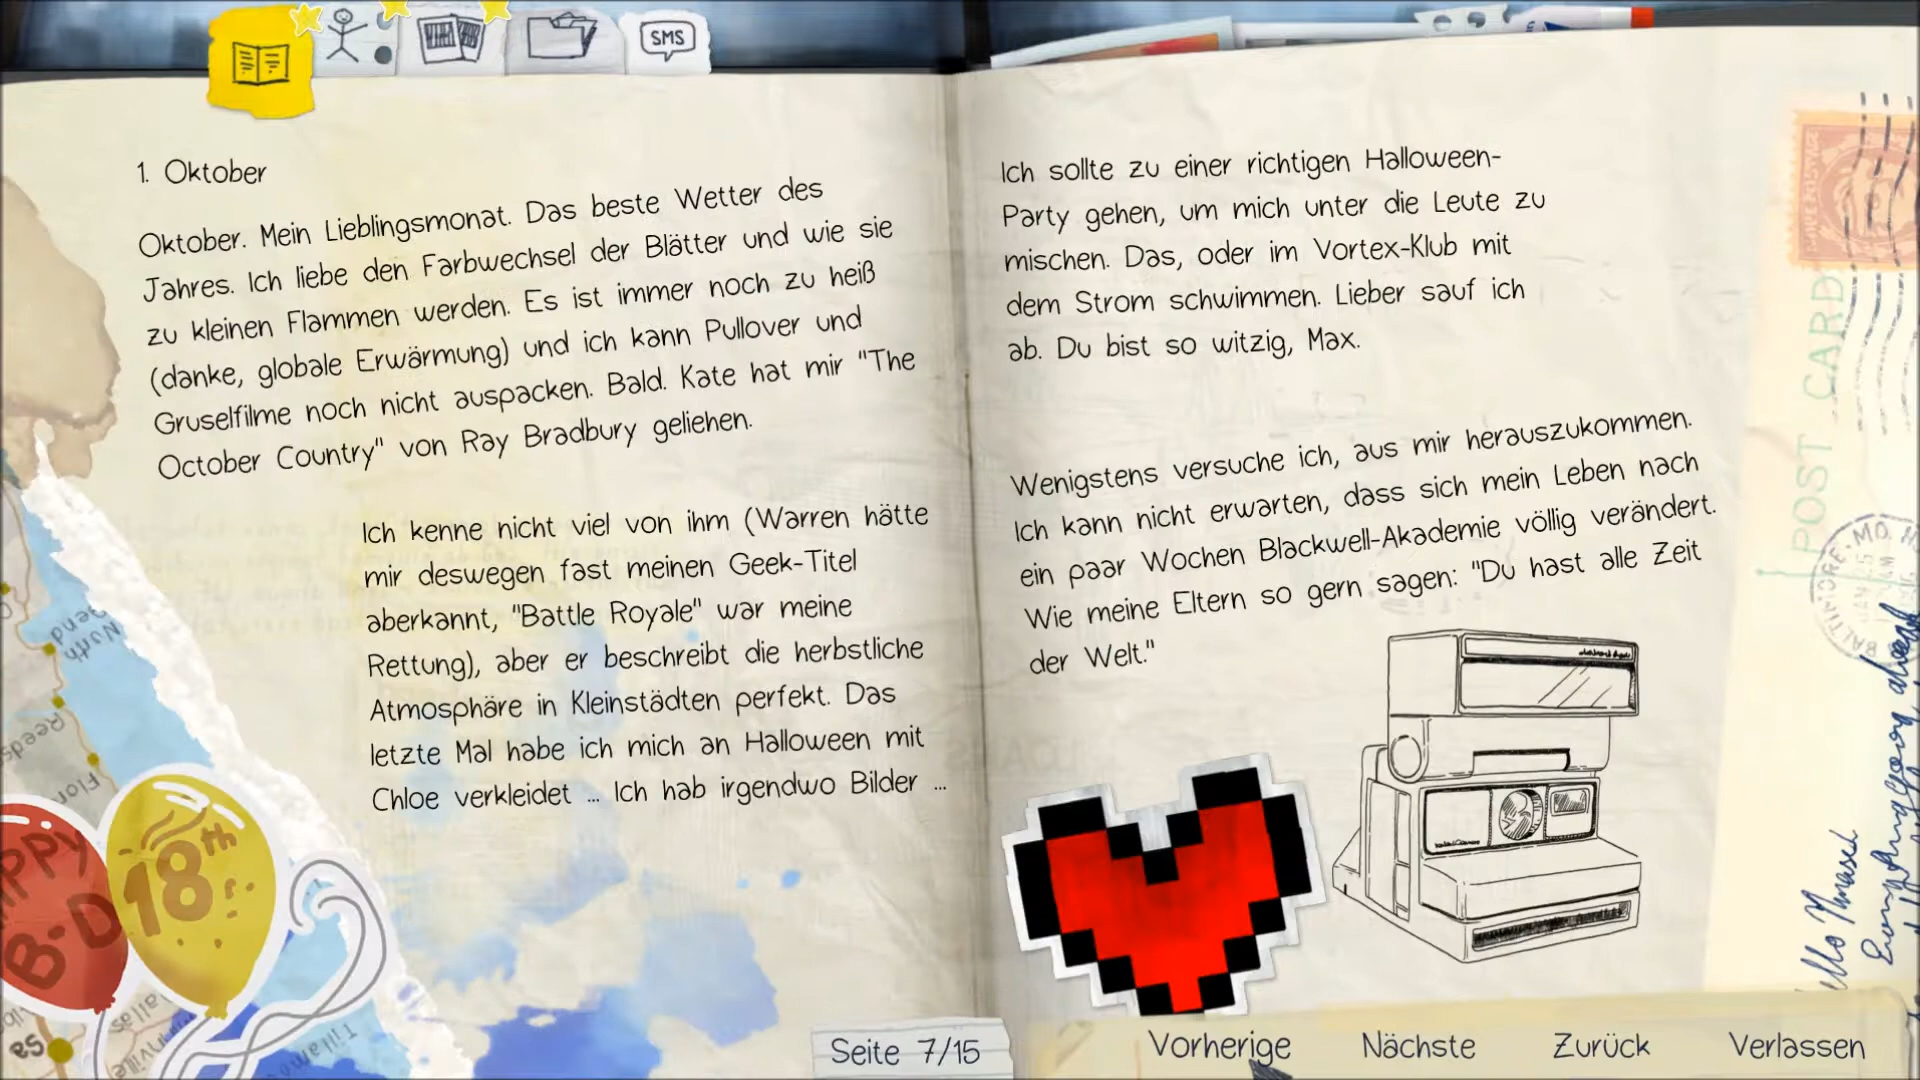 SMS
1. Oktober
Oktober. Mein Lieblingsmonat. Das beste Wetter des
Jahres. Ich liebe den Farbwechsel der Blätter und wie sie
zu kleinen Flammen werden. Es ist immer noch zu heiß
(danke, globale Erwärmung) und ich kann Pullover und
Gruselfilme noch nicht auspacken. Bald. Kate hat mir "The
October Country" von Ray Bradbury geliehen.
Ich kenne nicht viel von ihm (Warren hätte
mir deswegen fast meinen Geek-Titel
aberkannt, "Battle Royale" war meine
Rettung), aber er beschreibt die herbstliche
Atmosphäre in Kleinstädten perfekt. Das
letzte Mal habe ich mich an Halloween mit
Chloe verkleidet ... Ich hab irgendwo Bilder ...
Ich sollte zu einer richtigen Halloween-
Party gehen, um mich unter die Leute zu
mischen. Das, oder im Vortex-Klub mit
dem Strom schwimmen. Lieber sauf ich
ab. Du bist so witzig, Max.
Wenigstens versuche ich, aus mir herauszukommen.
Ich kann nicht erwarten, dass sich mein Leben nach
ein paar Wochen Blackwell-Akademie völlig verändert.
Wie meine Eltern so gern sagen: "Du hast alle Zeit
der Welt."
POST CARD
North
Bend
18th
B-D
Seite 7/15
Vorherige
Nächste
Zurück
Verlassen